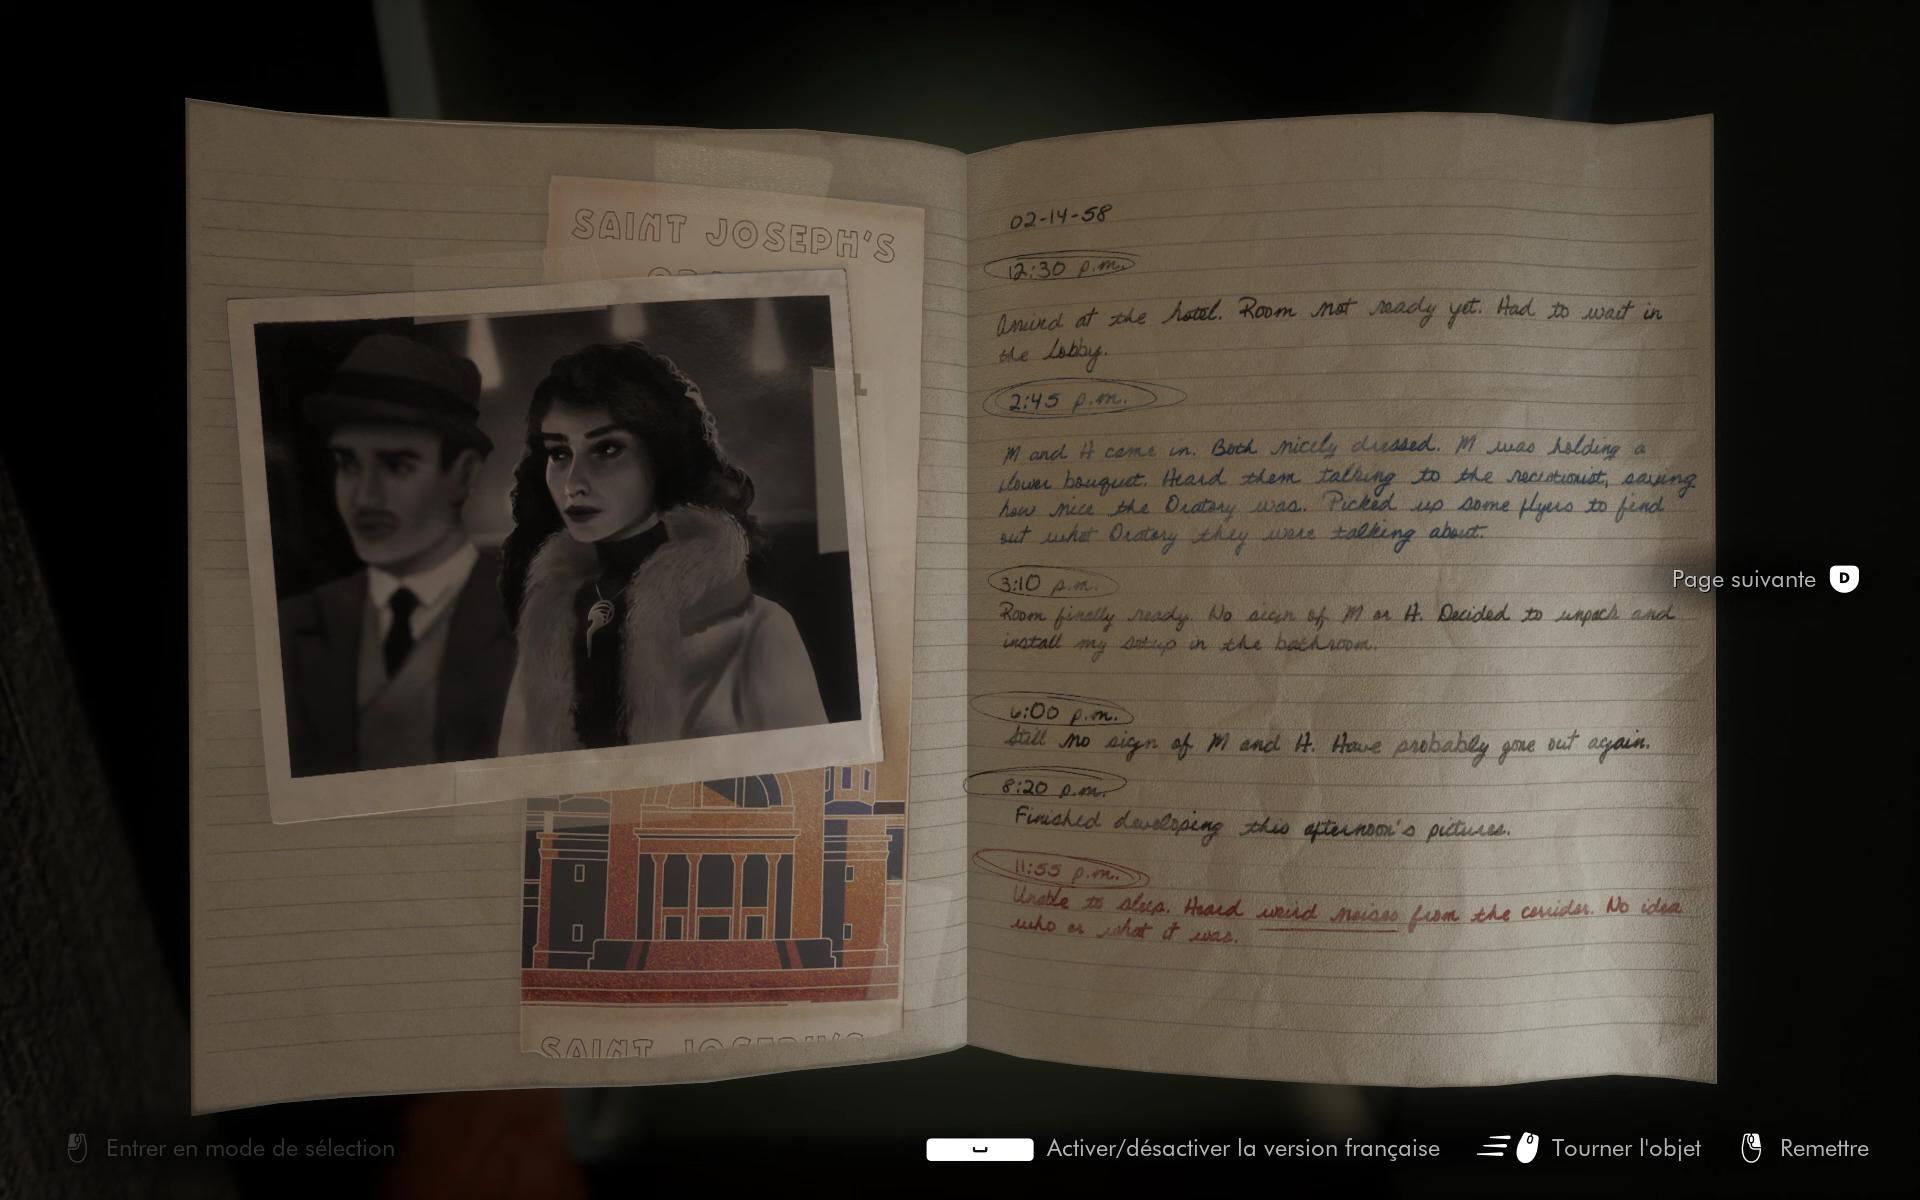 SAINT JOSEPH'S
SAINT JOSEPH'S
02-14-58
12:30 p.m.
Arrived at the hotel. Room not ready yet. Had to wait in
the lobby.
2:45 p.m.
M and H came in. Both nicely dressed. M was holding a
flower bouquet. Heard them talking to the receptionist, saying
how nice the Oratory was. Picked up some flyers to find
out what Oratory they were talking about.
3:10 p.m.
Room finally ready. No sign of M or H. Decided to unpack and
install my setup in the bathroom.
6:00 p.m.
Still no sign of M and H. Have probably gone out again.
8:20 p.m.
Finished developing this afternoon's pictures.
11:55 p.m.
Unable to sleep. Heard weird noises from the corridor. No idea
who or what it was.
Page suivante D
Entrer en mode de sélection
Activer/désactiver la version française
Tourner l'objet
Remettre